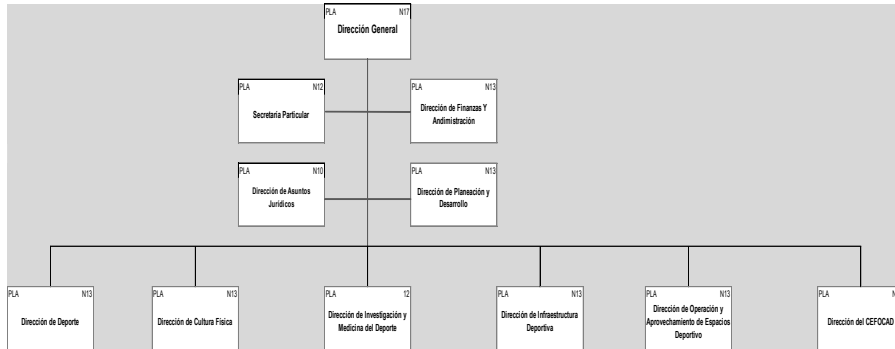 PLA N17
Dirección General
PLA N12
Secretaría Particular
PLA N13
Dirección de Finanzas Y
Andimistración
PLA N10
Dirección de Asuntos
Jurídicos
PLA N13
Dirección de Planeación y
Desarrollo
PLA N13
Dirección de Deporte
PLA N13
Dirección de Cultura Física
PLA 12
Dirección de Investigación y
Medicina del Deporte
PLA N13
Dirección de Infraestructura
Deportiva
PLA N13
Dirección de Operación y
Aprovechamiento de Espacios
Deportivo
PLA
Dirección del CEFOCAD